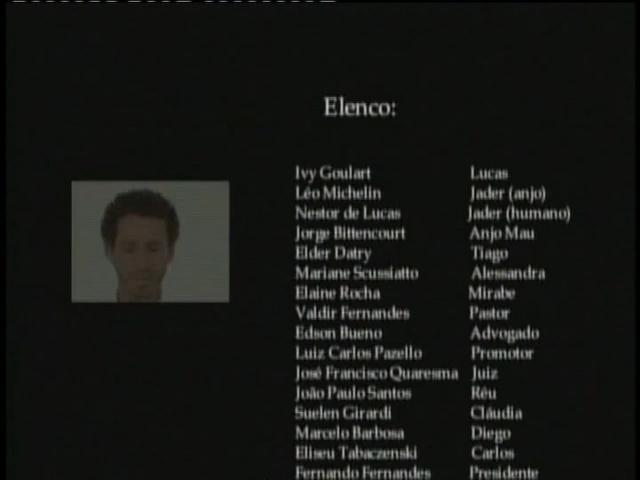 Elenco:
Ivy Goulart Lucas
Léo Michelin Jader (anjo)
Nestor de Lucas Jader (humano)
Jorge Bittencourt Anjo Mau
Elder Datry Tiago
Mariane Scussiatto Alessandra
Elaine Rocha Mirabe
Valdir Fernandes Pastor
Edson Bueno Advogado
Luiz Carlos Pazello Promotor
José Francisco Quaresma Juiz
João Paulo Santos Réu
Suelen Girardi Cláudia
Marcelo Barbosa Diego
Eliseu Tabaczenski Carlos
Fernando Fernandes Presidente